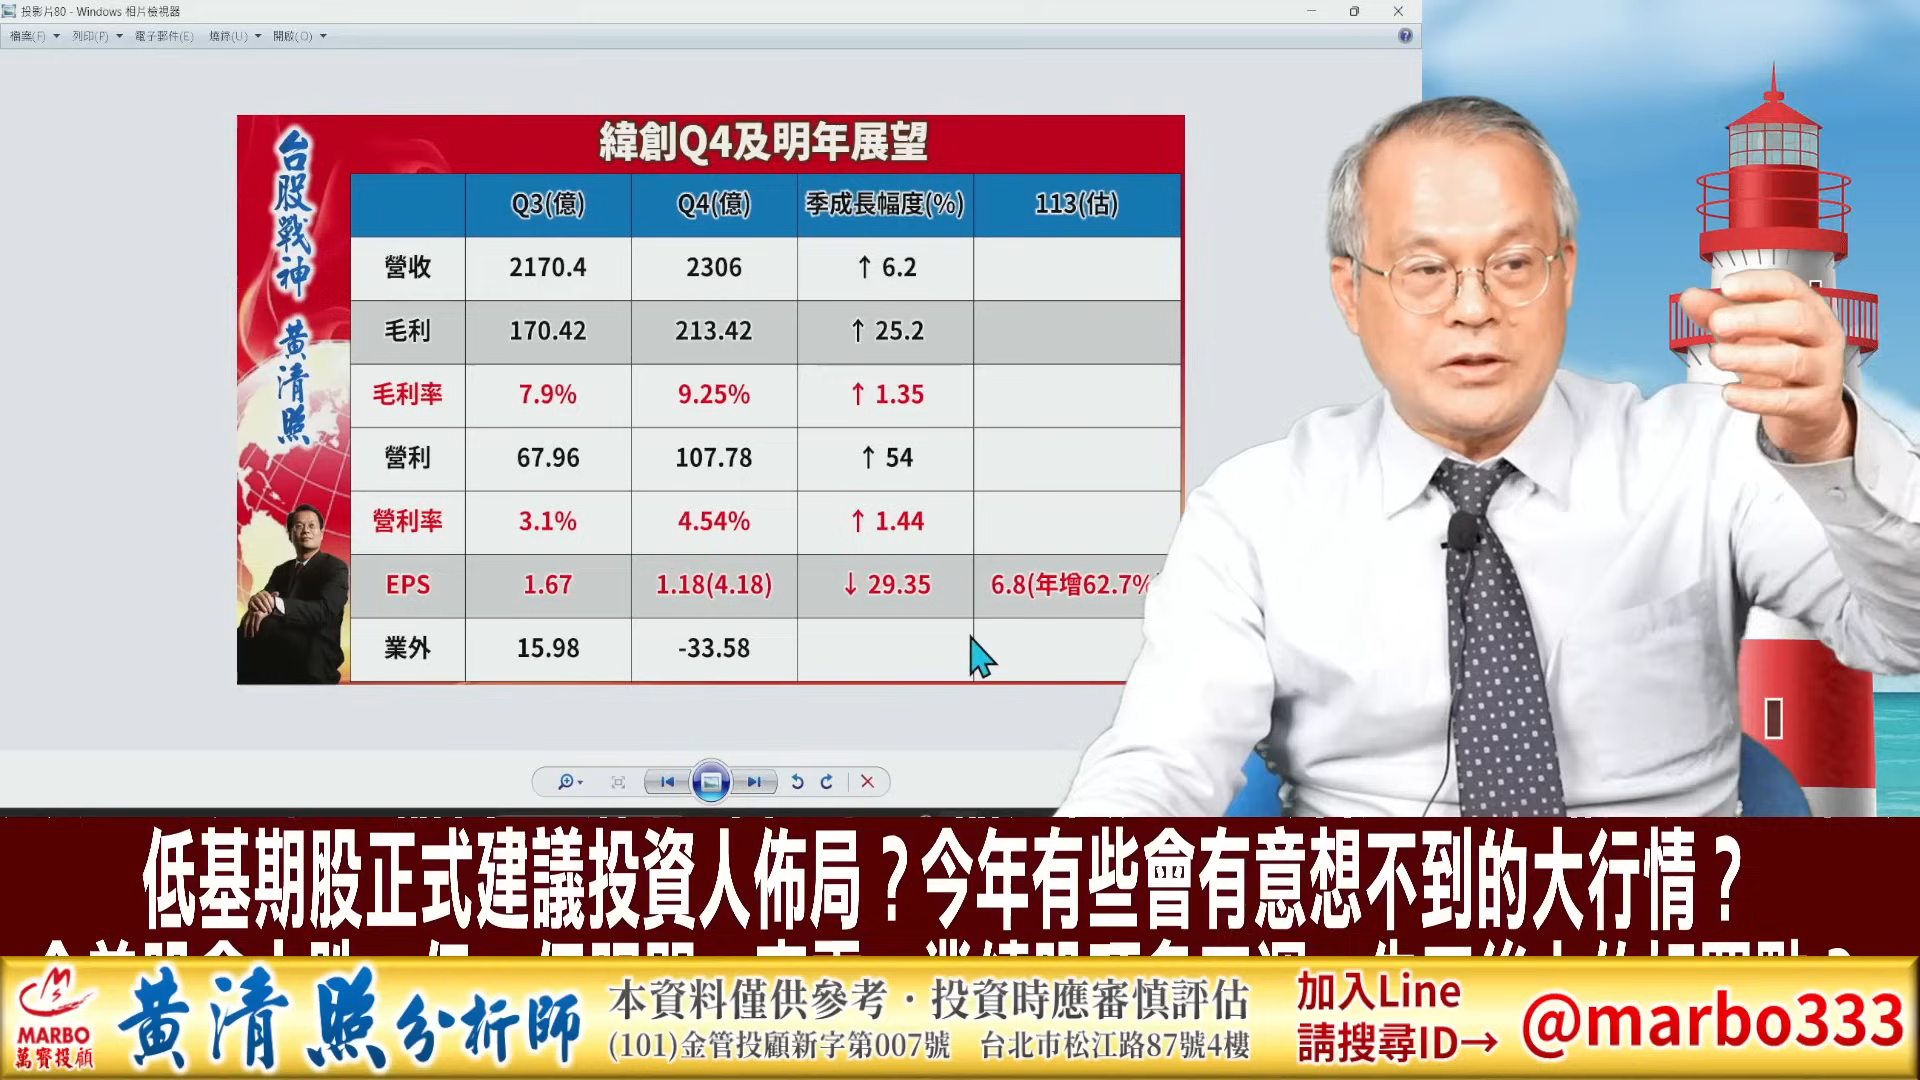 投影片80 - Windows 相片檢視器
檔案(F) 列印(P) 電子郵件(E) 燒錄(U) 開啟(O)
台股戰神 黃清照
緯創Q4及明年展望
Q3(億) Q4(億) 季成長幅度(%) 113(估)
營收 2170.4 2306 ↑ 6.2
毛利 170.42 213.42 ↑ 25.2
毛利率 7.9% 9.25% ↑ 1.35
營利 67.96 107.78 ↑ 54
營利率 3.1% 4.54% ↑ 1.44
EPS 1.67 1.18(4.18) ↓ 29.35 6.8(年增62.7%
業外 15.98 -33.58
低基期股正式建議投資人佈局？今年有些會有意想不到的大行情？
MARBO
萬寶投顧
黃清照分析師
本資料僅供參考．投資時應審慎評估
(101)金管投顧新字第007號 台北市松江路87號4樓
加入Line
請搜尋ID→
@marbo333